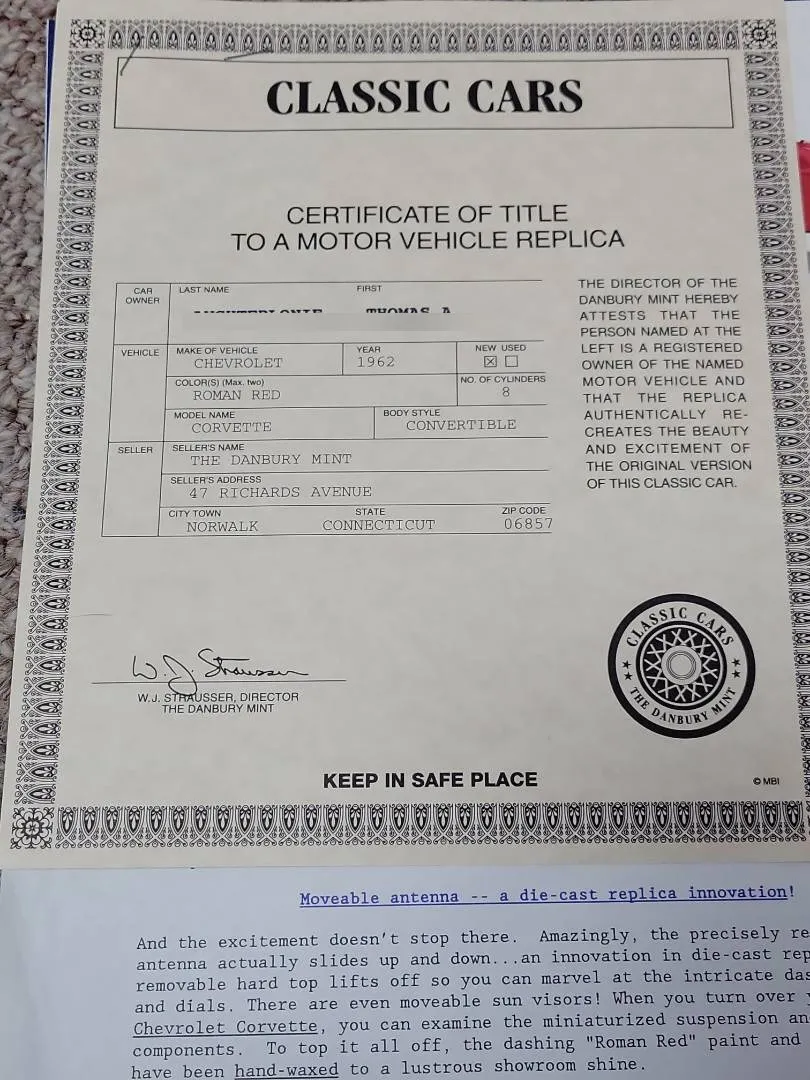 CLASSIC CARS
CERTIFICATE OF TITLE
TO A MOTOR VEHICLE REPLICA
CAR OWNER
LAST NAME FIRST
THOMAS A
VEHICLE
MAKE OF VEHICLE YEAR NEW USED
CHEVROLET 1962 ☒ ☐
COLOR(S) (Max. two) NO. OF CYLINDERS
ROMAN RED 8
MODEL NAME BODY STYLE
CORVETTE CONVERTIBLE
SELLER
SELLER'S NAME
THE DANBURY MINT
SELLER'S ADDRESS
47 RICHARDS AVENUE
CITY TOWN STATE ZIP CODE
NORWALK CONNECTICUT 06857
THE DIRECTOR OF THE
DANBURY MINT HEREBY
ATTESTS THAT THE
PERSON NAMED AT THE
LEFT IS A REGISTERED
OWNER OF THE NAMED
MOTOR VEHICLE AND
THAT THE REPLICA
AUTHENTICALLY RE-
CREATES THE BEAUTY
AND EXCITEMENT OF
THE ORIGINAL VERSION
OF THIS CLASSIC CAR.
W. J. Strausser
W.J. STRAUSSER, DIRECTOR
THE DANBURY MINT
CLASSIC CARS
THE DANBURY MINT
KEEP IN SAFE PLACE
© MBI
Moveable antenna -- a die-cast replica innovation!
And the excitement doesn't stop there. Amazingly, the precisely re
antenna actually slides up and down...an innovation in die-cast rep
removable hard top lifts off so you can marvel at the intricate das
and dials. There are even moveable sun visors! When you turn over
Chevrolet Corvette, you can examine the miniaturized suspension an
components. To top it all off, the dashing "Roman Red" paint and
have been hand-waxed to a lustrous showroom shine.